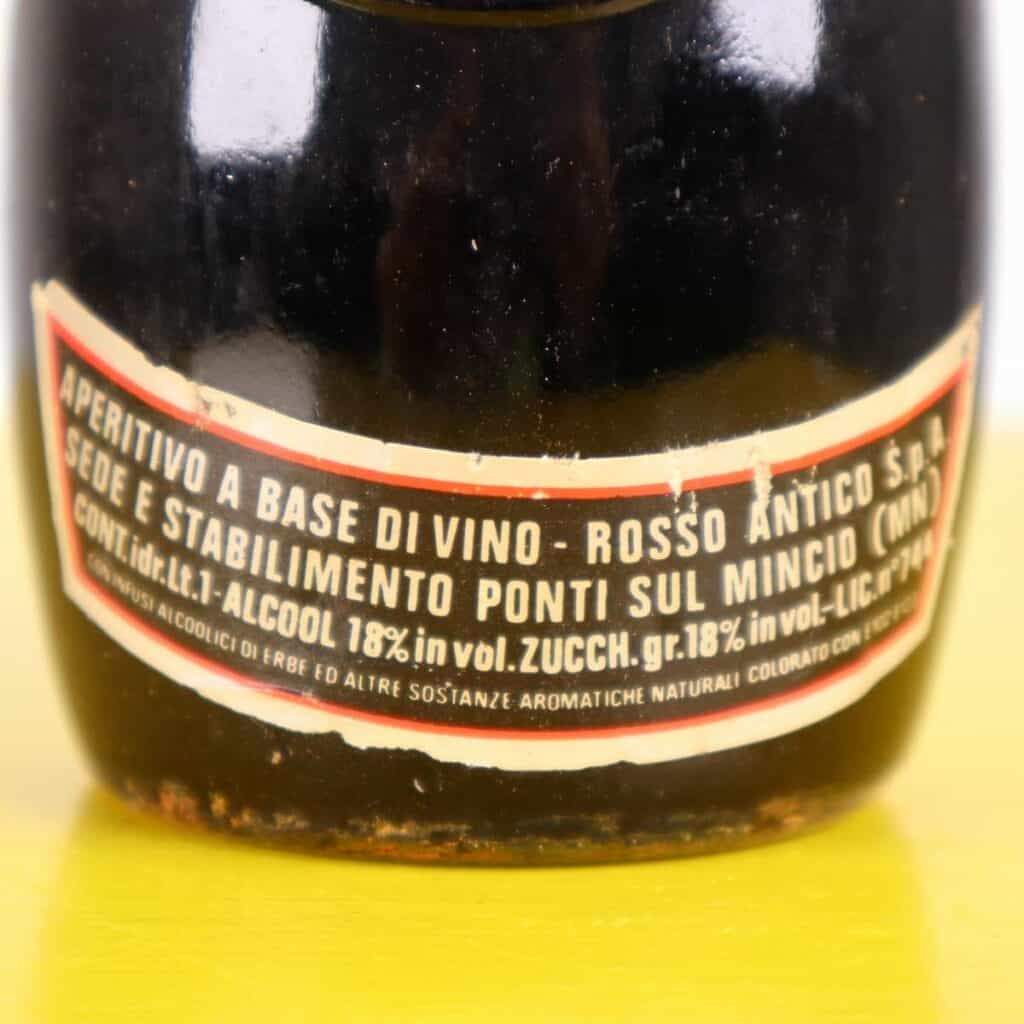 APERITIVO A BASE DI VINO - ROSSO ANTICO S.p.A
SEDE E STABILIMENTO PONTI SUL MINCIO (MN)
CONT.idr.Lt.1-ALCOOL 18% in vol. ZUCCH. gr.18% in vol.-LIC.n°
CON INFUSI ALCOOLICI DI ERBE ED ALTRE SOSTANZE AROMATICHE NATURALI COLORATO CON